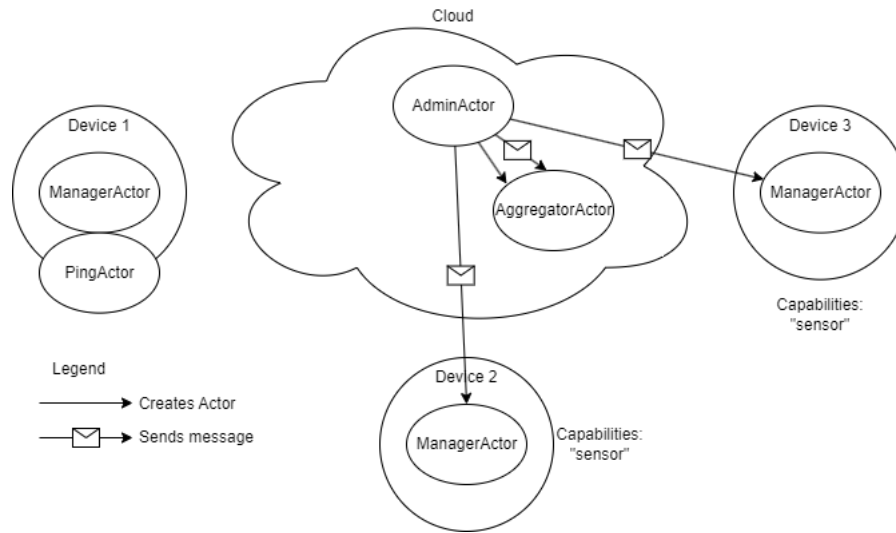 Cloud
AdminActor
Device 1
Device 3
ManagerActor
ManagerActor
AggregatorActor
PingActor
Capabilities:
"sensor"
Legend
Device 2
Creates Actor
Sends message
ManagerActor
Capabilities:
"sensor"